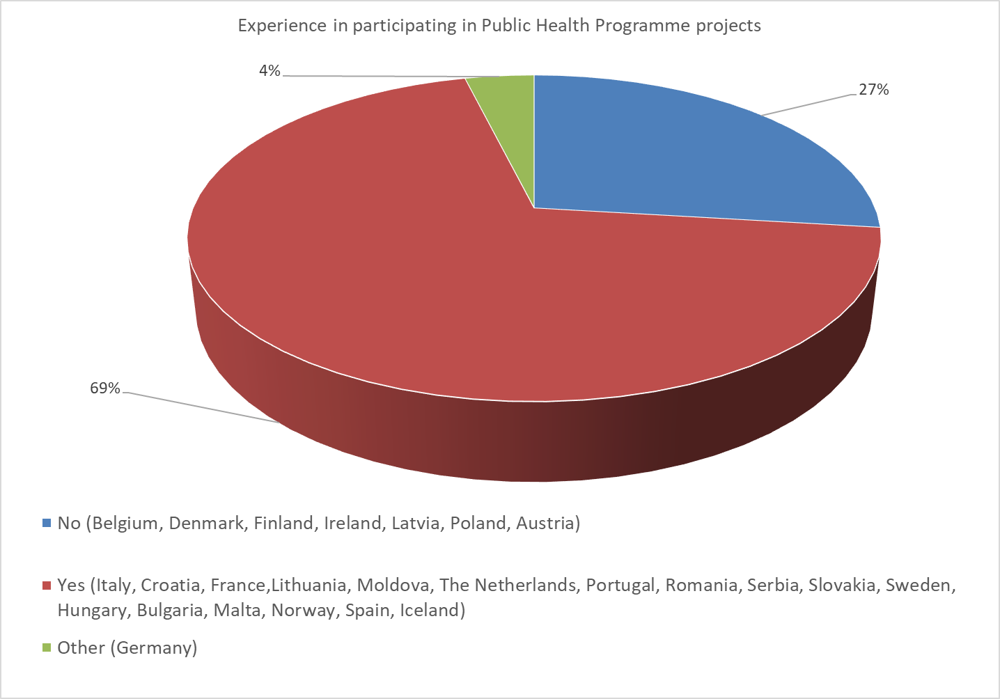 Experience in participating in Public Health Programme projects
4%
27%
69%
No (Belgium, Denmark, Finland, Ireland, Latvia, Poland, Austria)
Yes (Italy, Croatia, France,Lithuania, Moldova, The Netherlands, Portugal, Romania, Serbia, Slovakia, Sweden,
Hungary, Bulgaria, Malta, Norway, Spain, Iceland)
Other (Germany)